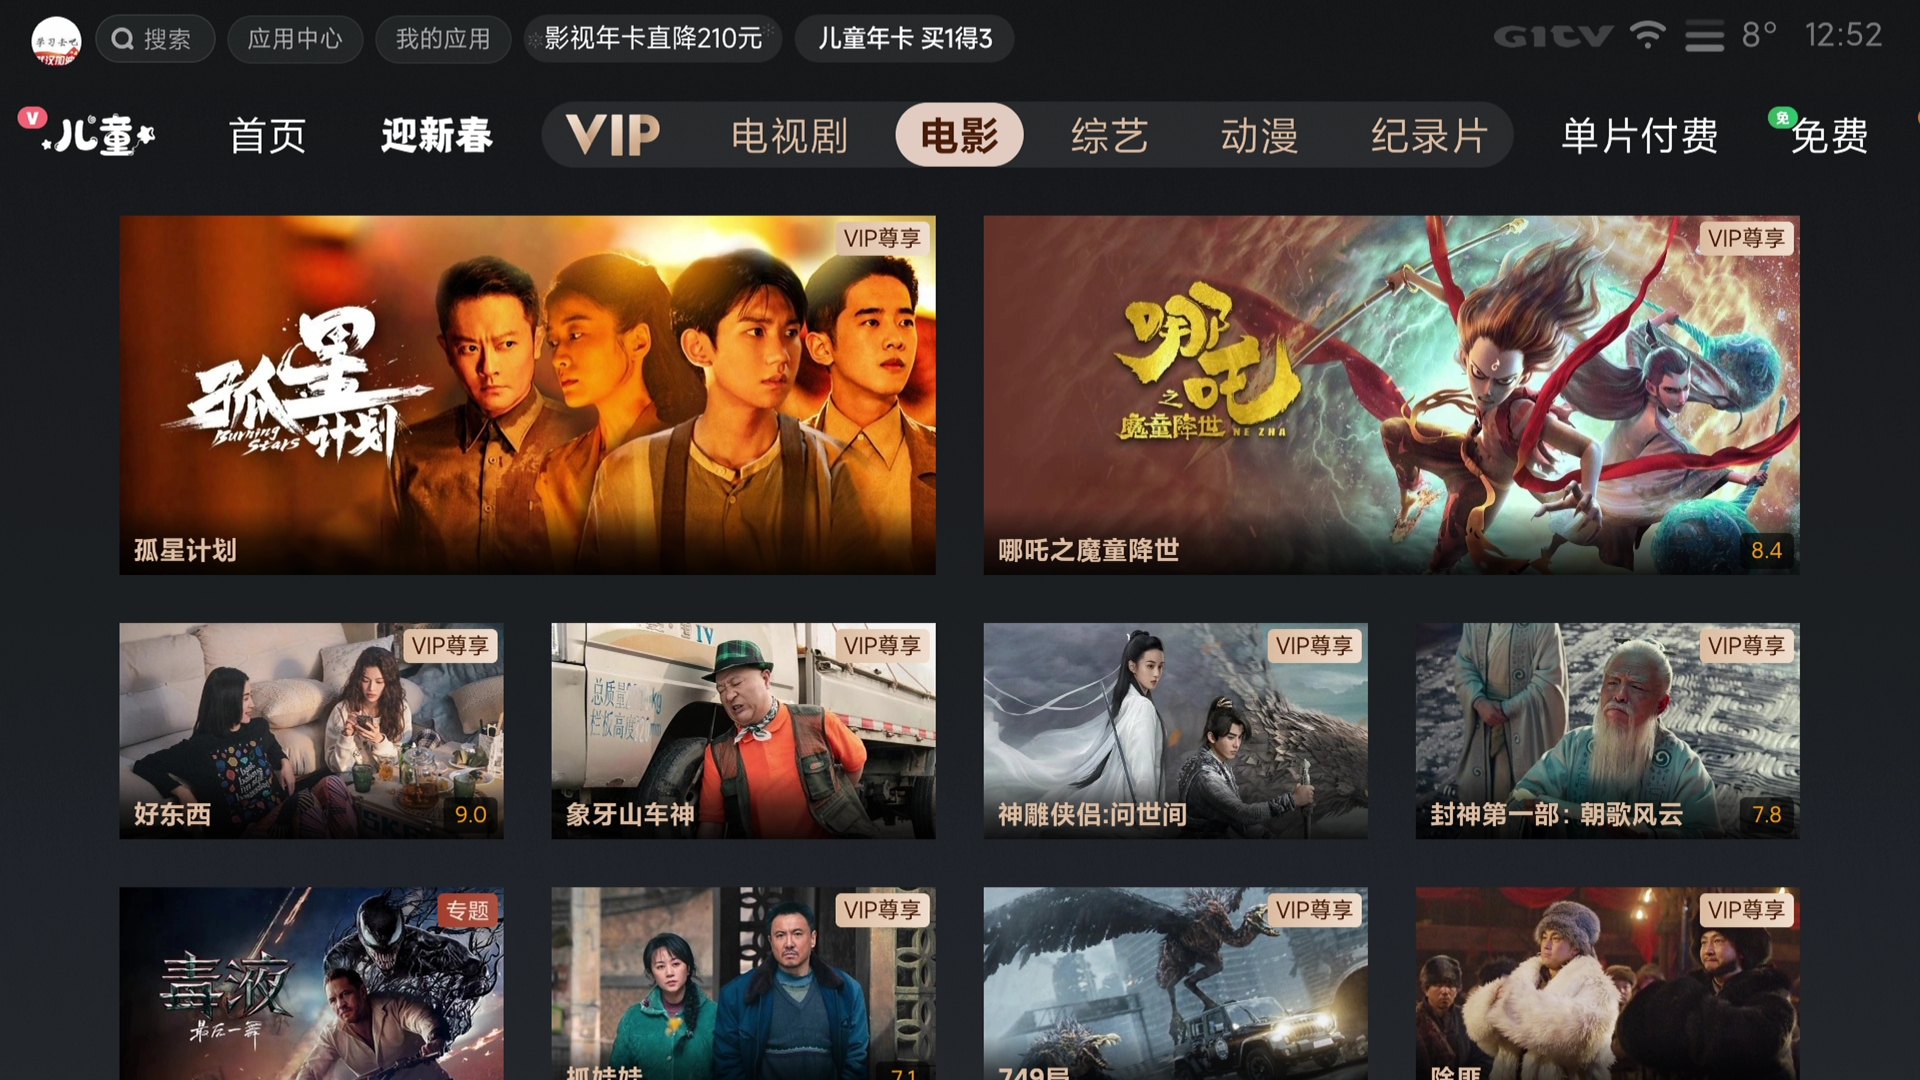 搜索
应用中心
我的应用
影视年卡直降210元
儿童年卡 买1得3
GITV
8°
12:52
V
儿童
首页
迎新春
VIP
电视剧
电影
综艺
动漫
纪录片
单片付费
免
免费
VIP尊享
孤星计划
Burning Stars
孤星计划
VIP尊享
哪吒之魔童降世
NE ZHA
哪吒之魔童降世
8.4
VIP尊享
好东西
9.0
VIP尊享
IV
总质量
栏板高度
象牙山车神
VIP尊享
神雕侠侣:问世间
VIP尊享
封神第一部：朝歌风云
7.8
专题
毒液
最后一舞
VIP尊享
抓娃娃
7.1
VIP尊享
749局
VIP尊享
除匪